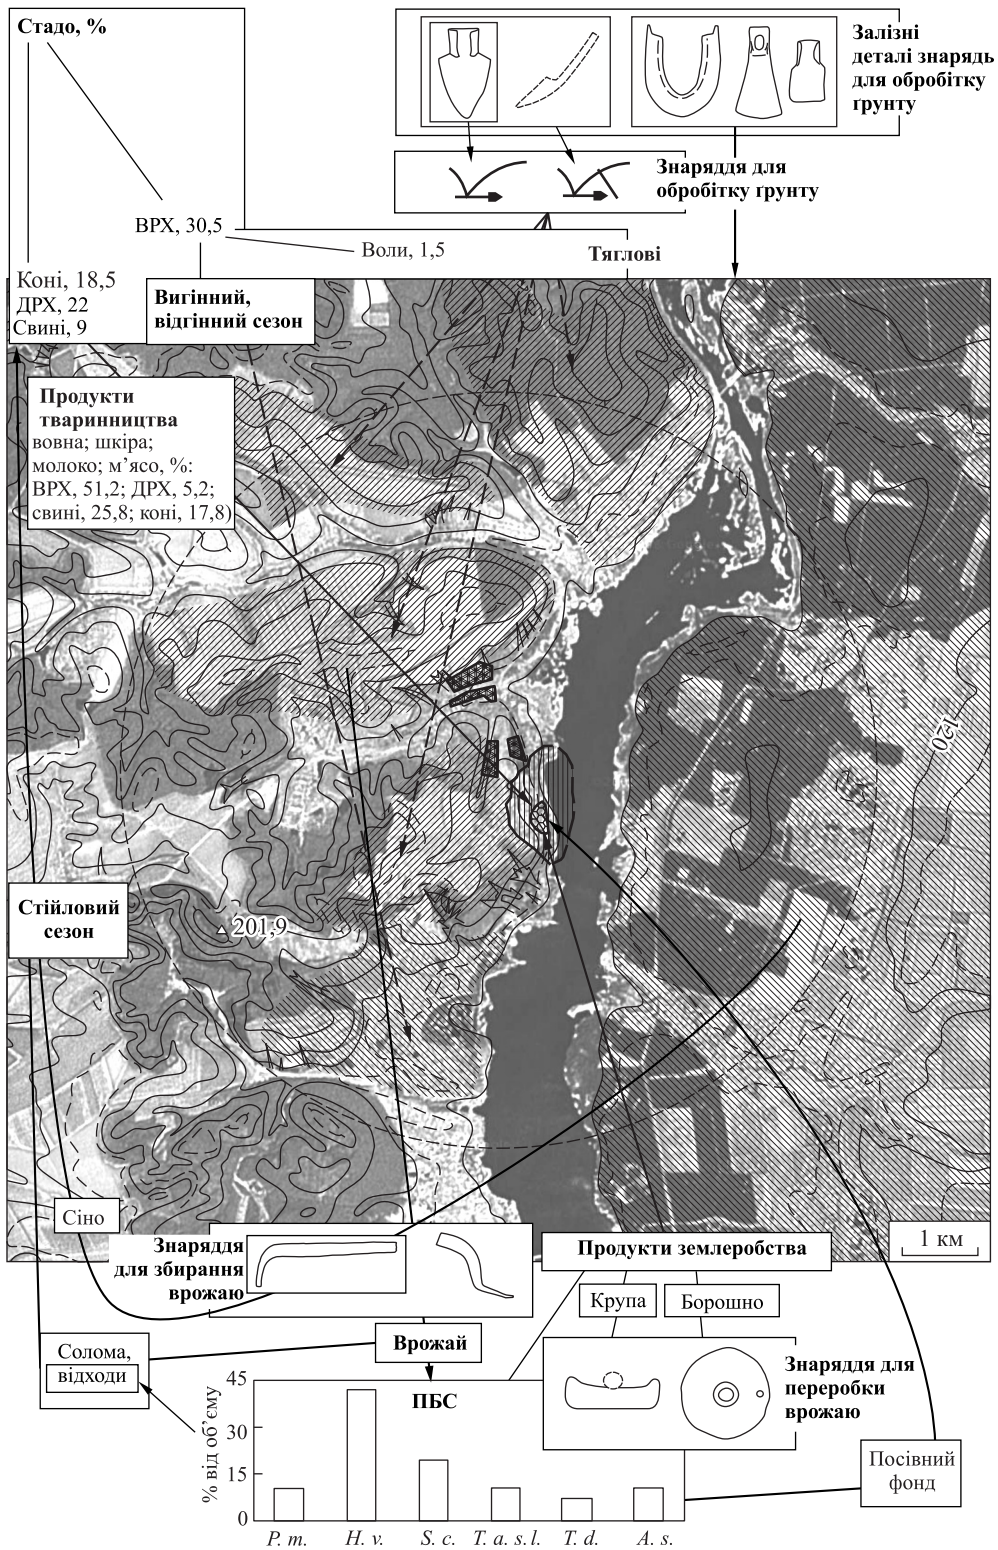 Стадо, %
Залізні
деталі знарядь
для обробітку
ґрунту
Знаряддя для
обробітку ґрунту
ВРХ, 30,5
Воли, 1,5
Тяглові
Коні, 18,5
ДРХ, 22
Свині, 9
Вигінний,
відгінний сезон
Продукти
тваринництва
вовна; шкіра;
молоко; м’ясо, %:
ВРХ, 51,2; ДРХ, 5,2;
свині, 25,8; коні, 17,8)
120
Стійловий
сезон
201,9
Сіно
1 км
Знаряддя
для збирання
врожаю
Продукти землеробства
Крупа
Борошно
Врожай
Солома,
відходи
Знаряддя для
переробки
врожаю
ПБС
% від об’єму
45
30
15
0
P. m.
H. v.
S. c.
T. a. s.l.
T. d.
A. s.
Посівний
фонд